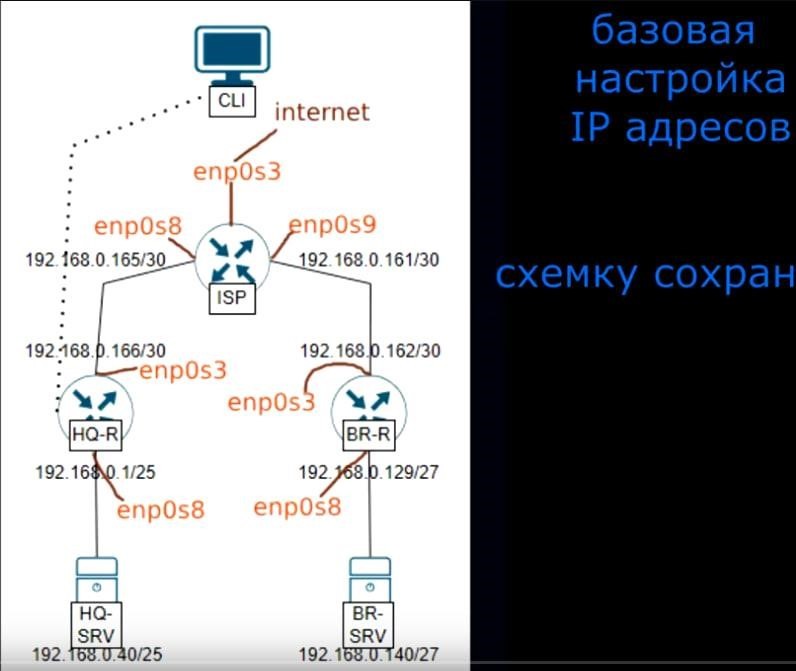 базовая
настройка
IP адресов
схемку сохран
CLI
internet
enp0s3
enp0s8
enp0s9
192.168.0.165/30
192.168.0.161/30
ISP
192.168.0.166/30
192.168.0.162/30
enp0s3
enp0s3
HQ-R
BR-R
192.168.0.1/25
192.168.0.129/27
enp0s8
enp0s8
HQ-
SRV
BR-
SRV
192.168.0.40/25
192.168.0.140/27